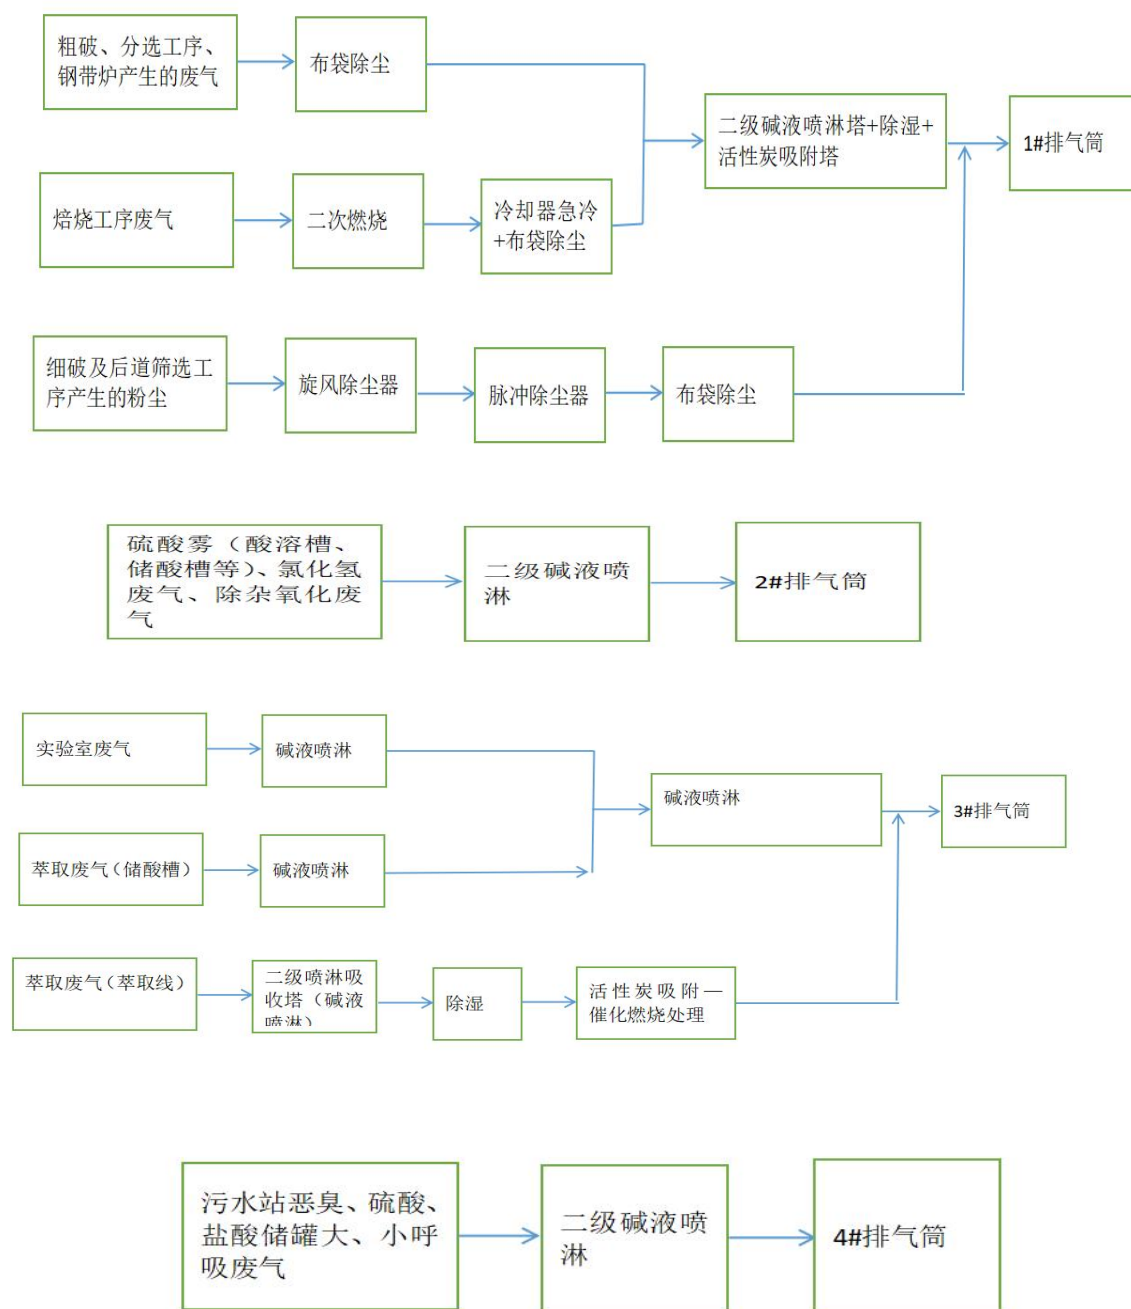 粗破、分选工序、
钢带炉产生的废气
布袋除尘
二级碱液喷淋塔+除湿+
活性炭吸附塔
1#排气筒
焙烧工序废气
二次燃烧
冷却器急冷
+布袋除尘
细破及后道筛选工
序产生的粉尘
旋风除尘器
脉冲除尘器
布袋除尘
硫酸雾（酸溶槽、
储酸槽等）、氯化氢
废气、除杂氧化废
气
二级碱液喷
淋
2#排气筒
实验室废气
碱液喷淋
碱液喷淋
3#排气筒
萃取废气（储酸槽）
碱液喷淋
萃取废气（萃取线）
二级喷淋吸
收塔（碱液
喷淋）
除湿
活性炭吸附—
催化燃烧处理
污水站恶臭、硫酸、
盐酸储罐大、小呼
吸废气
二级碱液喷
淋
4#排气筒